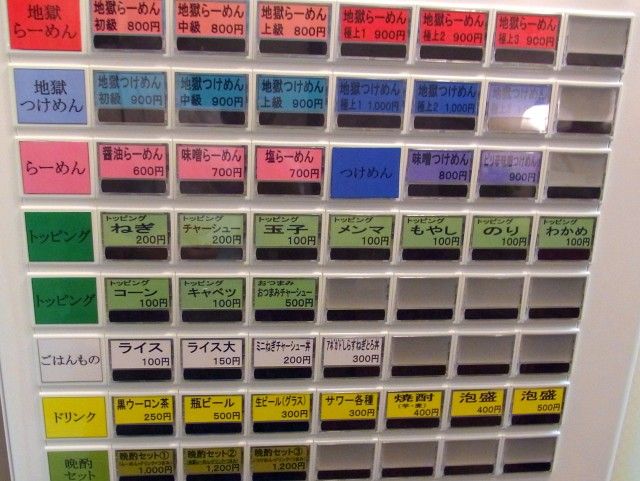 地獄
らーめん
地獄らーめん
初級 800円
地獄らーめん
中級 800円
地獄らーめん
上級 800円
地獄らーめん
極上1 900円
地獄らーめん
極上2 900円
地獄らーめん
極上3 900円
地獄
つけめん
地獄つけめん
初級 900円
地獄つけめん
中級 900円
地獄つけめん
上級 900円
地獄つけめん
極上1 1,000円
地獄つけめん
極上2 1,000円
地獄つけめん
らーめん
醤油らーめん
600円
味噌らーめん
700円
塩らーめん
700円
つけめん
味噌つけめん
800円
900円
トッピング
トッピング
ねぎ
200円
トッピング
チャーシュー
200円
トッピング
玉子
100円
トッピング
メンマ
100円
トッピング
もやし
100円
トッピング
のり
100円
トッピング
わかめ
100円
トッピング
トッピング
コーン
100円
トッピング
キャベツ
100円
おつまみ
おつまみチャーシュー
500円
ごはんもの
ライス
100円
ライス大
150円
ミニねぎチャーシュー丼
200円
アボカドしらすねぎとろ丼
300円
ドリンク
黒ウーロン茶
250円
瓶ビール
500円
生ビール(グラス)
300円
サワー各種
300円
焼酎
(芋・麦)
400円
泡盛
400円
泡盛
500円
晩酌
セット
晩酌セット①
1,000円
晩酌セット②
1,200円
晩酌セット③
1,200円